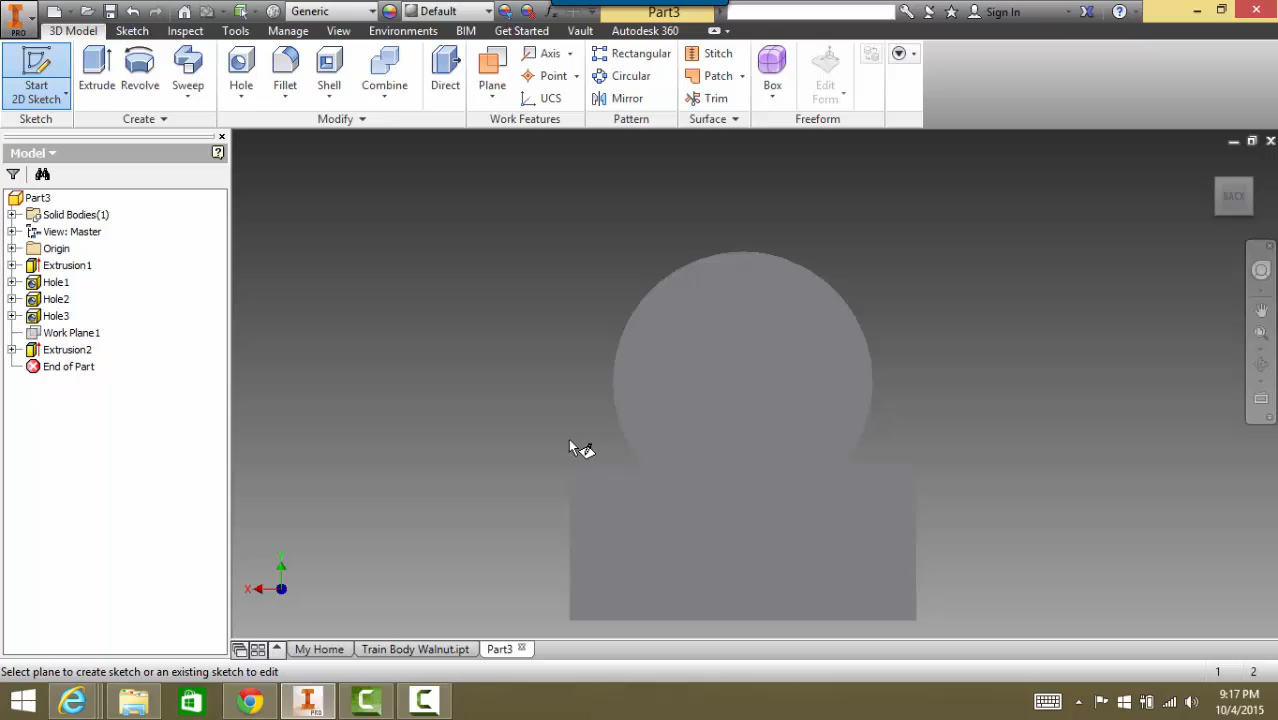 Generic
Default
Part3
Sign In
PRO
3D Model
Sketch
Inspect
Tools
Manage
View
Environments
BIM
Get Started
Vault
Autodesk 360
Start
2D Sketch
Extrude
Revolve
Sweep
Hole
Fillet
Shell
Combine
Direct
Plane
Axis
Point
UCS
Rectangular
Circular
Mirror
Stitch
Patch
Trim
Box
Edit
Form
Sketch
Create
Modify
Work Features
Pattern
Surface
Freeform
Model
Part3
Solid Bodies(1)
View: Master
Origin
Extrusion1
Hole1
Hole2
Hole3
Work Plane1
Extrusion2
End of Part
BACK
Y
X
My Home
Train Body Walnut.ipt
Part3
Select plane to create sketch or an existing sketch to edit
1
2
PRO
9:17 PM
10/4/2015